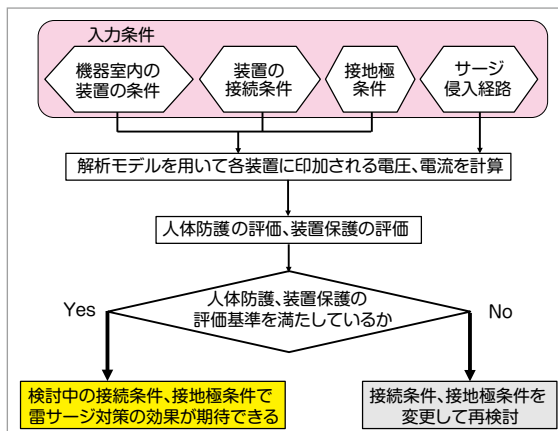 入力条件
機器室内の
装置の条件
装置の
接続条件
接地極
条件
サージ
侵入経路
解析モデルを用いて各装置に印加される電圧、電流を計算
人体防護の評価、装置保護の評価
人体防護、装置保護の
評価基準を満たしているか
Yes
No
検討中の接続条件、接地極条件で
雷サージ対策の効果が期待できる
接続条件、接地極条件を
変更して再検討